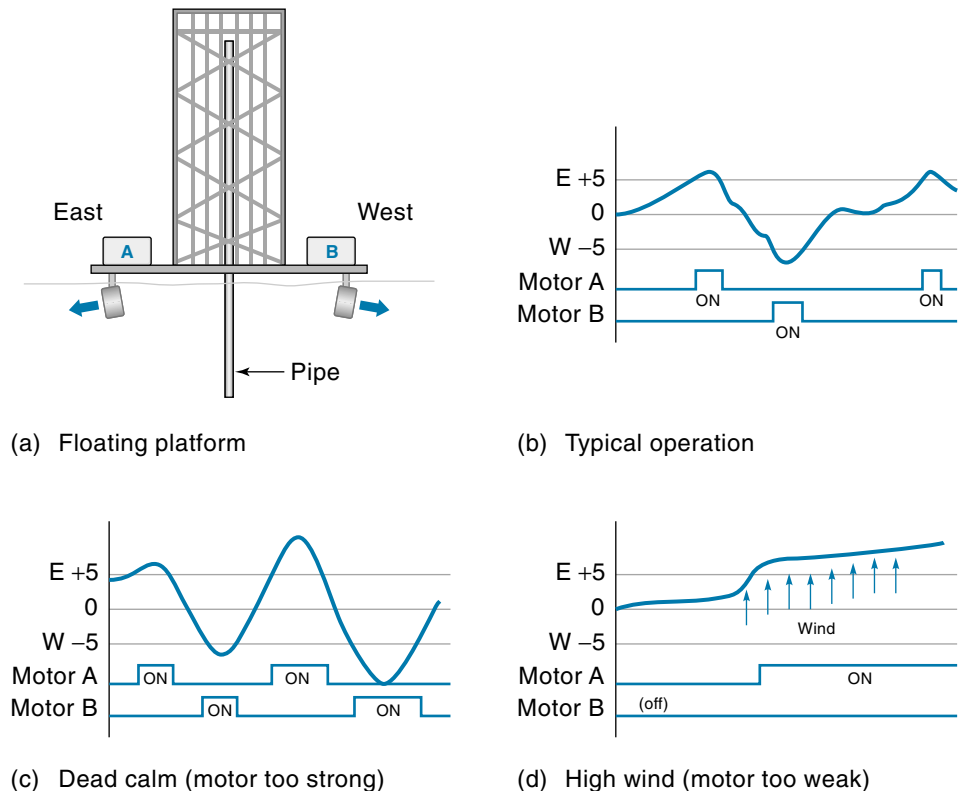 East
West
A
B
Pipe
(a) Floating platform
E +5
0
W –5
Motor A
ON
ON
Motor B
ON
(b) Typical operation
E +5
0
W –5
Motor A
ON
ON
Motor B
ON
ON
(c) Dead calm (motor too strong)
E +5
0
W –5
Wind
Motor A
ON
Motor B
(off)
(d) High wind (motor too weak)